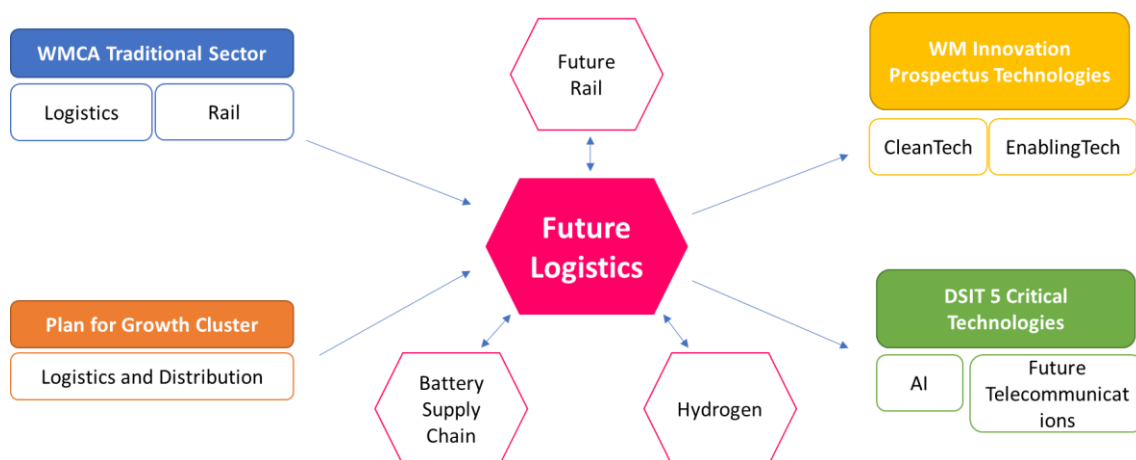 WMCA Traditional Sector
Logistics
Rail
Future
Rail
WM Innovation
Prospectus Technologies
CleanTech
EnablingTech
Future
Logistics
Plan for Growth Cluster
Logistics and Distribution
Battery
Supply
Chain
Hydrogen
DSIT 5 Critical
Technologies
AI
Future
Telecommunicat
ions